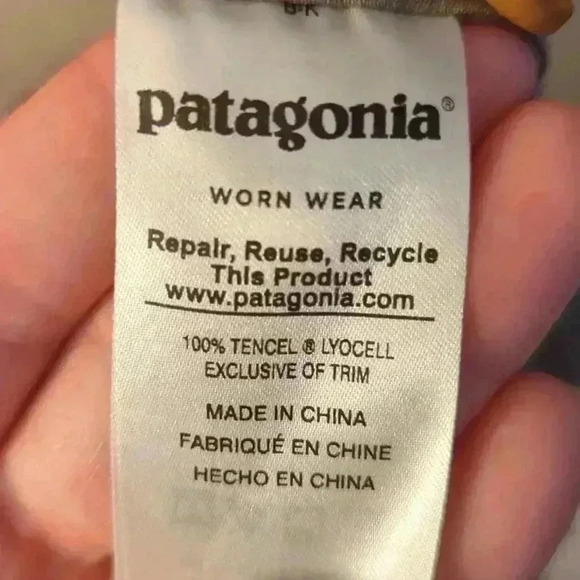 patagonia®
WORN WEAR
Repair, Reuse, Recycle
This Product
www.patagonia.com
100% TENCEL ® LYOCELL
EXCLUSIVE OF TRIM
MADE IN CHINA
FABRIQUÉ EN CHINE
HECHO EN CHINA